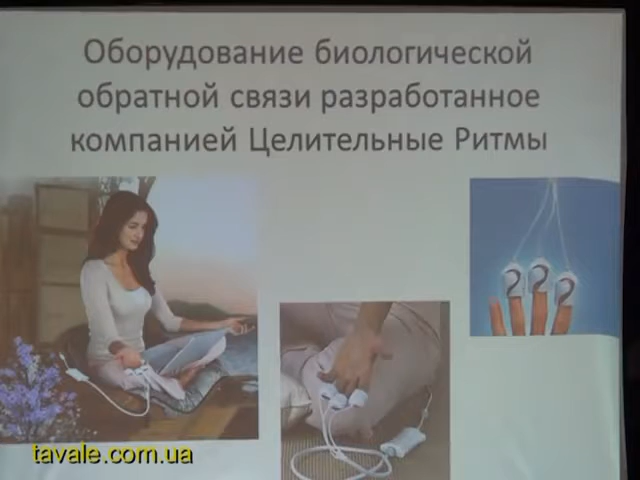 Оборудование биологической
обратной связи разработанное
компанией Целительные Ритмы
tavale.com.ua